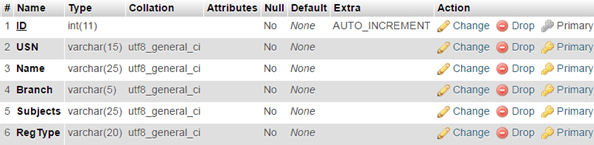 # Name Type Collation Attributes Null Default Extra Action
1 ID int(11) No None AUTO_INCREMENT Change Drop Primary
2 USN varchar(15) utf8_general_ci No None Change Drop Primary
3 Name varchar(25) utf8_general_ci No None Change Drop Primary
4 Branch varchar(5) utf8_general_ci No None Change Drop Primary
5 Subjects varchar(25) utf8_general_ci No None Change Drop Primary
6 RegType varchar(20) utf8_general_ci No None Change Drop Primary